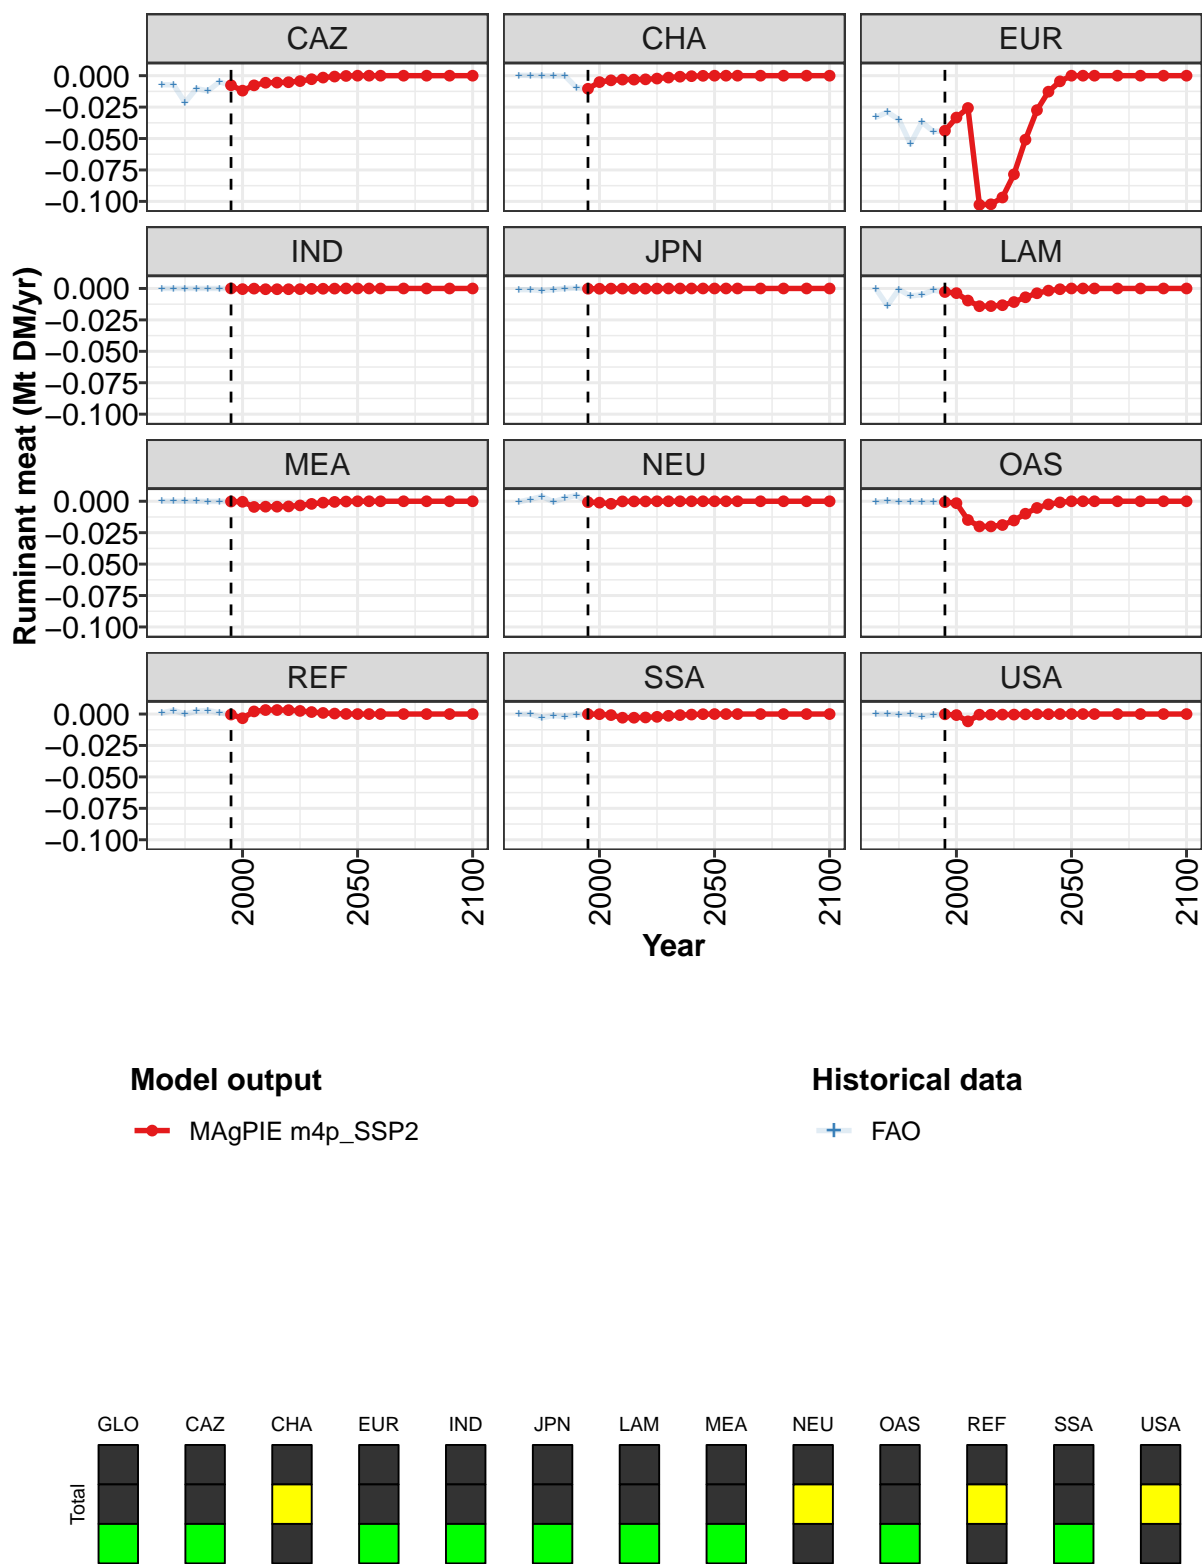 CAZ CHA EUR
0.000
−0.025
−0.050
−0.075
−0.100
IND JPN LAM
0.000
−0.025
−0.050
−0.075
−0.100
MEA NEU OAS
0.000
−0.025
−0.050
−0.075
−0.100
REF SSA USA
0.000
−0.025
−0.050
−0.075
−0.100
Ruminant meat (Mt DM/yr)
2000 2050 2100 2000 2050 2100 2000 2050 2100
Year
Model output Historical data
MAgPIE m4p_SSP2 FAO
GLO CAZ CHA EUR IND JPN LAM MEA NEU OAS REF SSA USA
Total